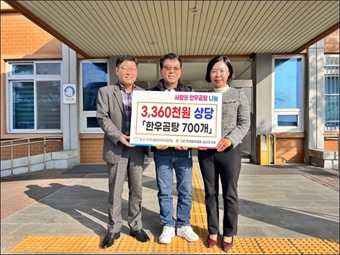 사랑의 한우곰탕 나눔
3,360천원 상당
「한우곰탕 700개」